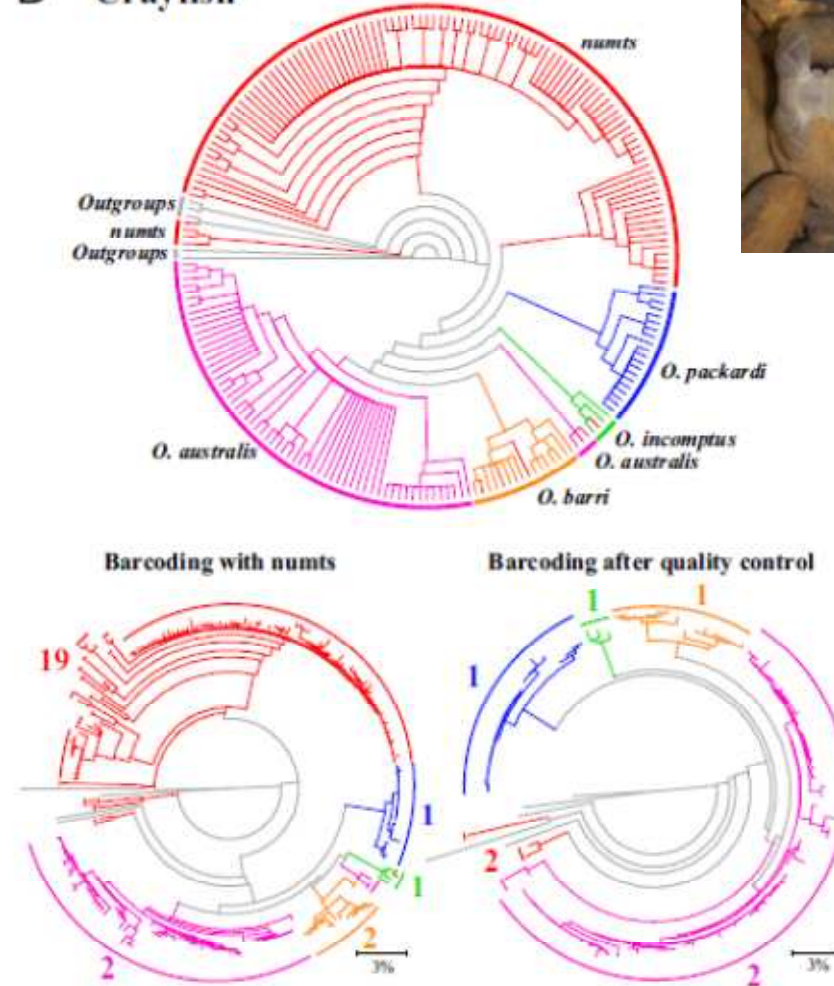 Crayfish
numts
Outgroups
numts
Outgroups
O. packardi
O. incomptus
O. australis
O. barri
O. australis
Barcoding with numts
Barcoding after quality control
19
1
1
2
2
3%
1
1
1
2
2
3%